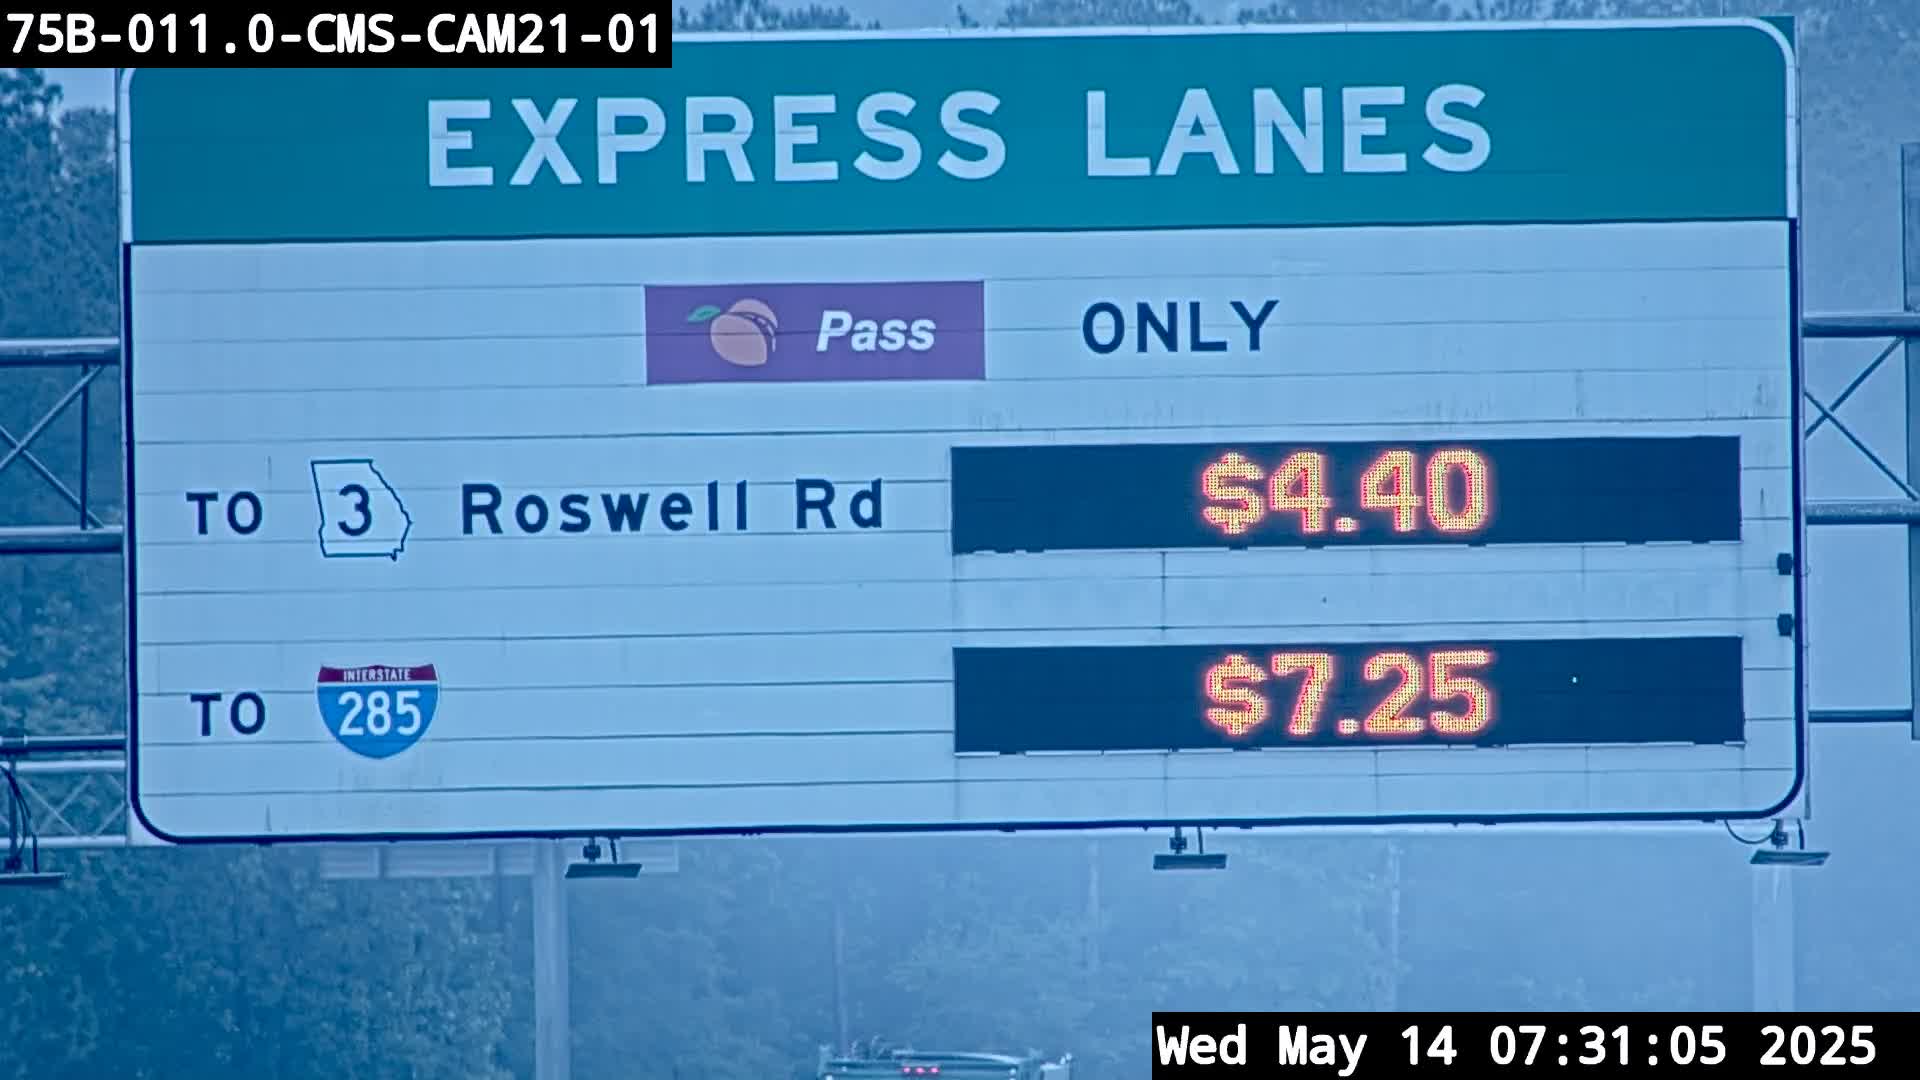 75B-011.0-CMS-CAM21-01
EXPRESS LANES
Pass ONLY
TO 3 Roswell Rd $4.40
TO INTERSTATE 285 $7.25
Wed May 14 07:31:05 2025